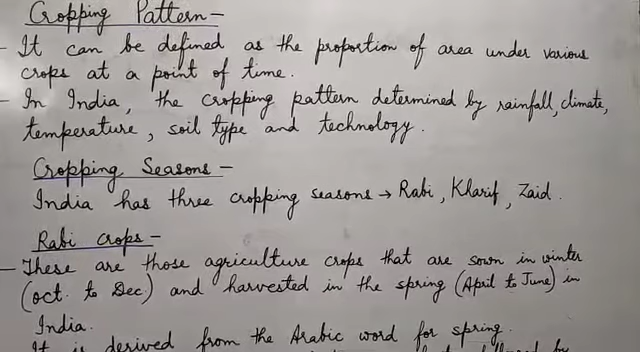 Cropping Pattern -
- It can be defined as the proportion of area under various
crops at a point of time.
- In India, the cropping pattern determined by rainfall, climate,
temperature, soil type and technology.
Cropping Seasons -
India has three cropping seasons → Rabi, Kharif, Zaid.
Rabi crops -
- These are those agriculture crops that are sown in winter
(oct. to Dec) and harvested in the spring (April to June) in
India.
It is derived from the Arabic word for spring.